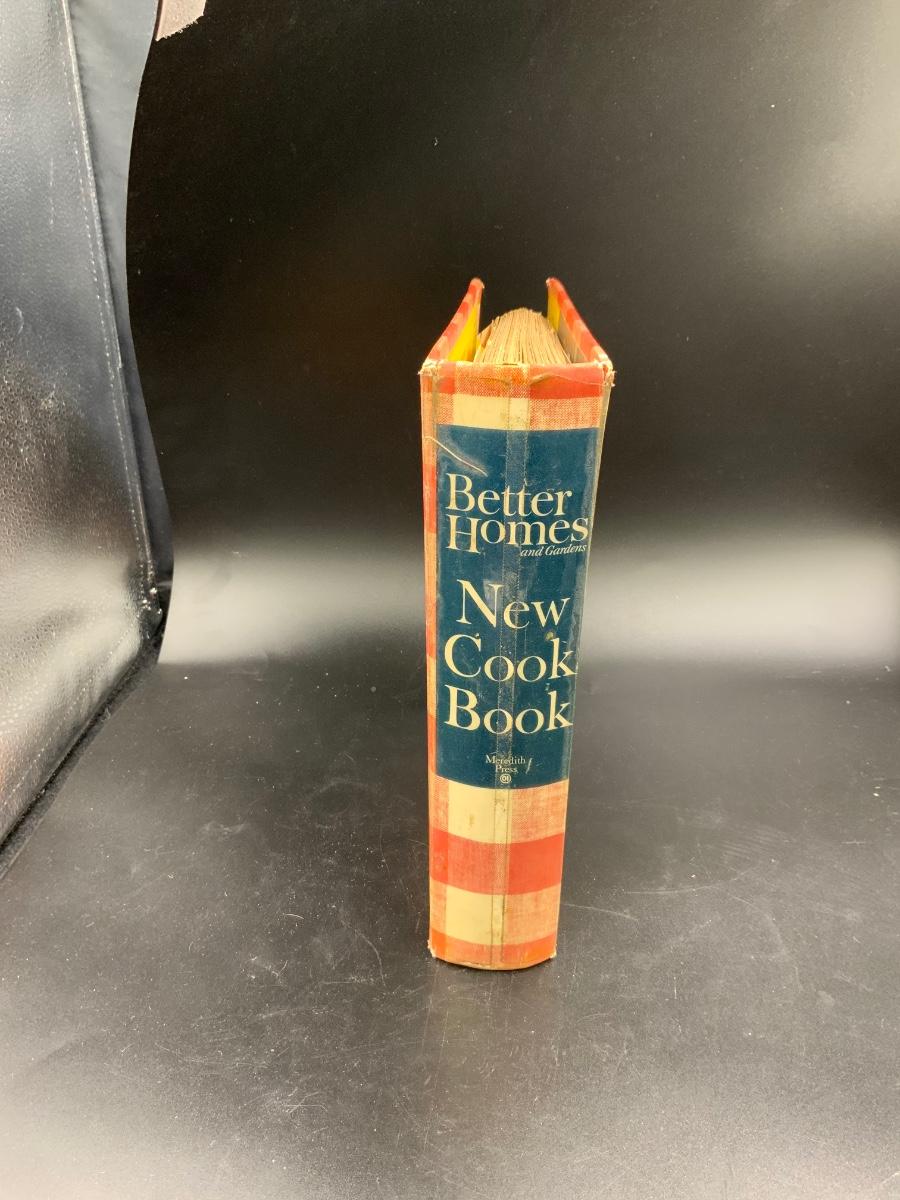 Better
Homes
and Gardens
New
Cook
Book
Meredith
Press